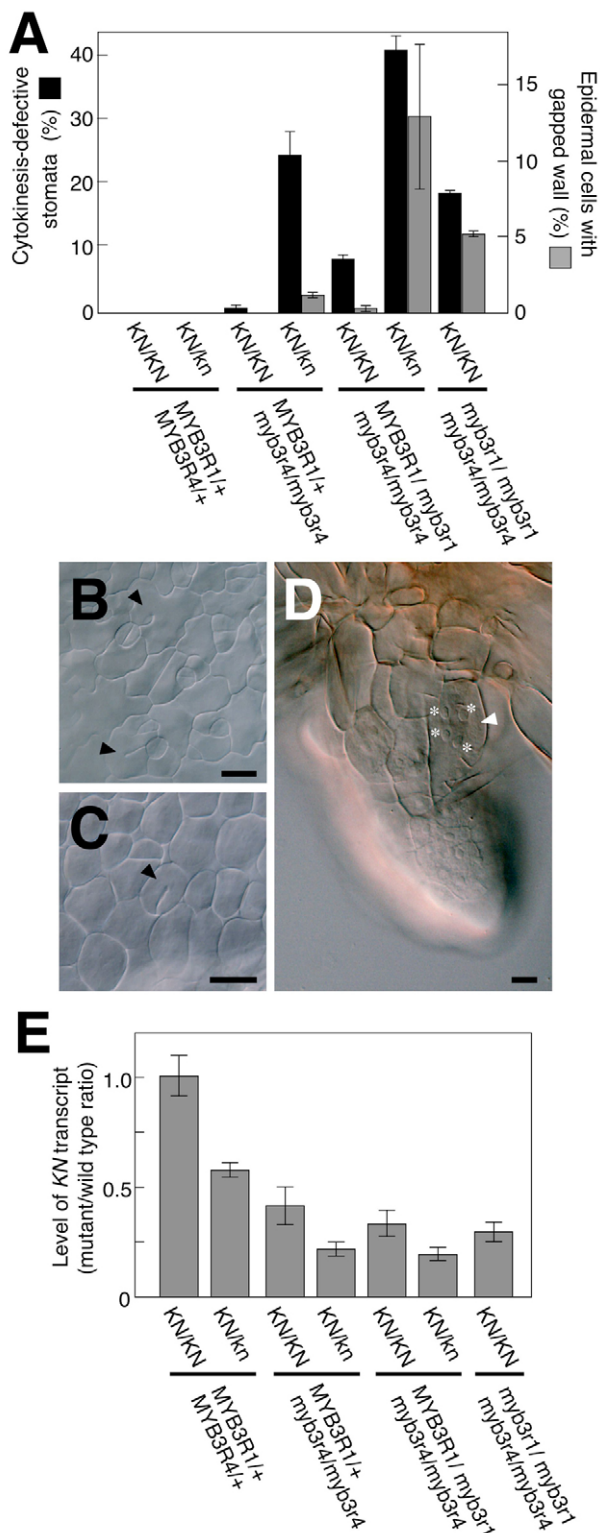 A
Cytokinesis-defective
stomata (%)
40
30
20
10
0
15
10
5
0
Epidermal cells with
gapped wall (%)
KN/KN
KN/kn
KN/KN
KN/kn
KN/KN
KN/kn
KN/KN
MYB3R1/+
MYB3R4/+
MYB3R1/+
myb3r4/myb3r4
MYB3R1/ myb3r1
myb3r4/myb3r4
myb3r1/ myb3r1
myb3r4/myb3r4
B
C
D
*
*
*
*
E
Level of KN transcript
(mutant/wild type ratio)
1.0
0.5
0
KN/KN
KN/kn
KN/KN
KN/kn
KN/KN
KN/kn
KN/KN
MYB3R1/+
MYB3R4/+
MYB3R1/+
myb3r4/myb3r4
MYB3R1/ myb3r1
myb3r4/myb3r4
myb3r1/ myb3r1
myb3r4/myb3r4